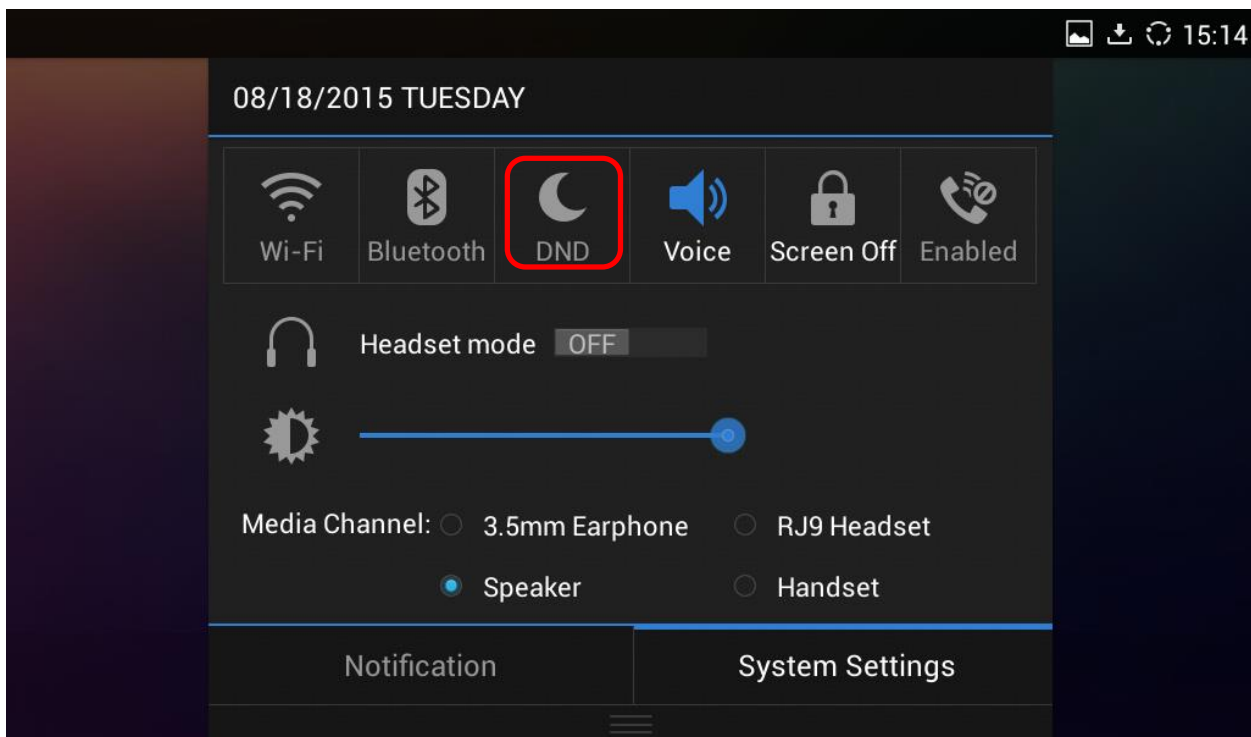 15:14
08/18/2015 TUESDAY
Wi-Fi Bluetooth DND Voice Screen Off Enabled
Headset mode OFF
Media Channel: 3.5mm Earphone RJ9 Headset
Speaker Handset
Notification System Settings